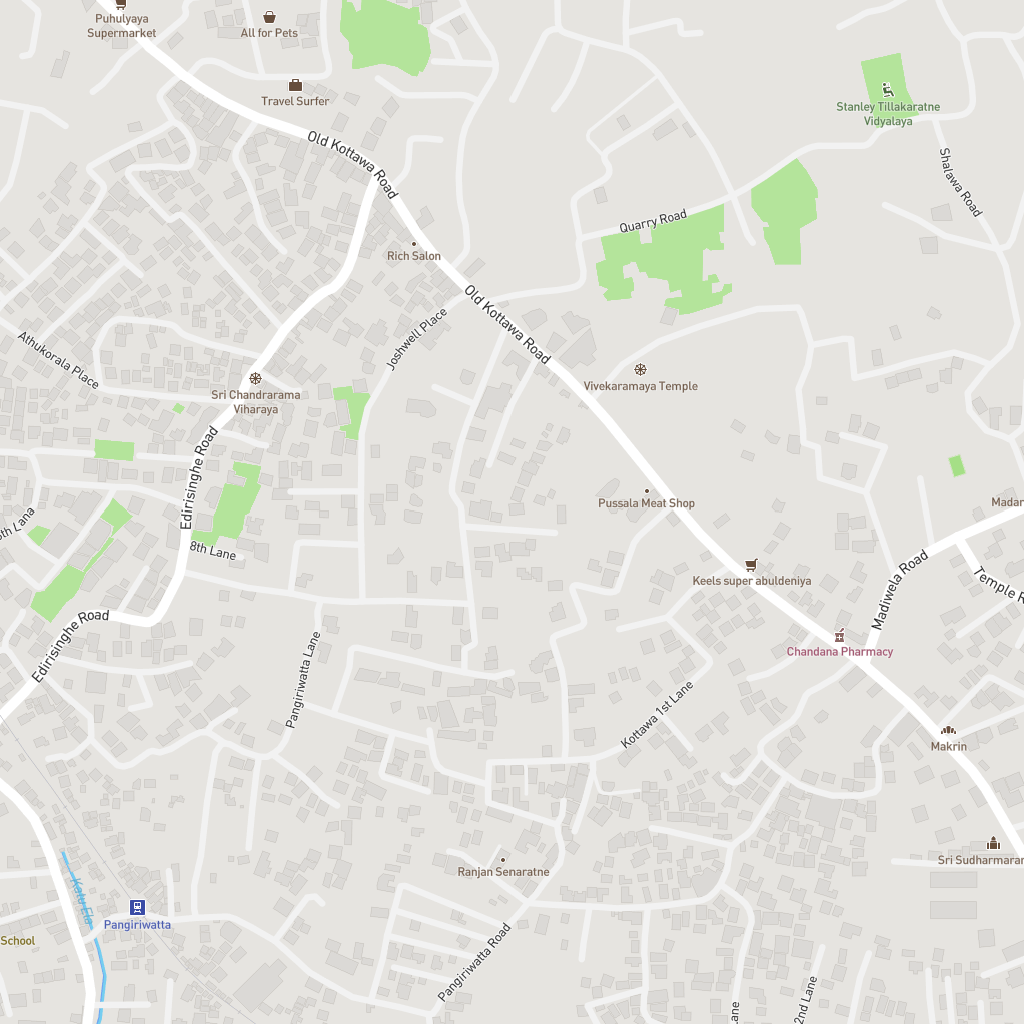 Puhulyaya
Supermarket
All for Pets
Travel Surfer
Old Kottawa Road
Stanley Tillakaratne
Vidyalaya
Shalawa Road
Quarry Road
Rich Salon
Old Kottawa Road
Joshwell Place
Athukorala Place
Sri Chandrarama
Viharaya
Vivekaramaya Temple
Edirisinghe Road
Pussala Meat Shop
8th Lane
Keels super abuldeniya
Madiwela Road
Temple R
Edirisinghe Road
Chandana Pharmacy
Pangiriwatta Lane
Kottawa 1st Lane
Makrin
Sri Sudharmaran
Ranjan Senaratne
Katu Ela
Pangiriwatta
School
Pangiriwatta Road
Lane
2nd Lane